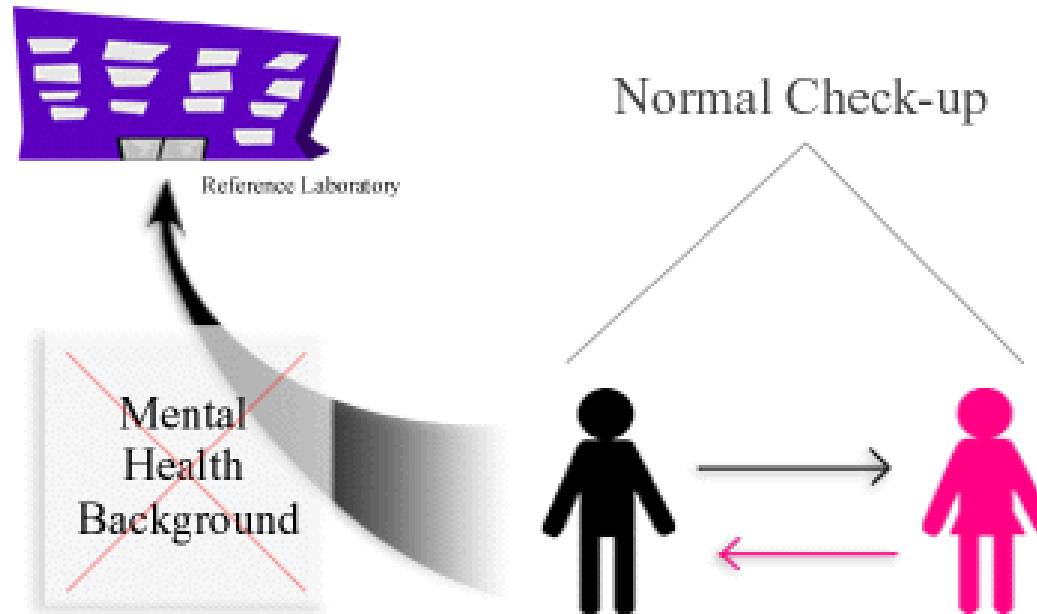 Normal Check-up
Reference Laboratory
Mental
Health
Background